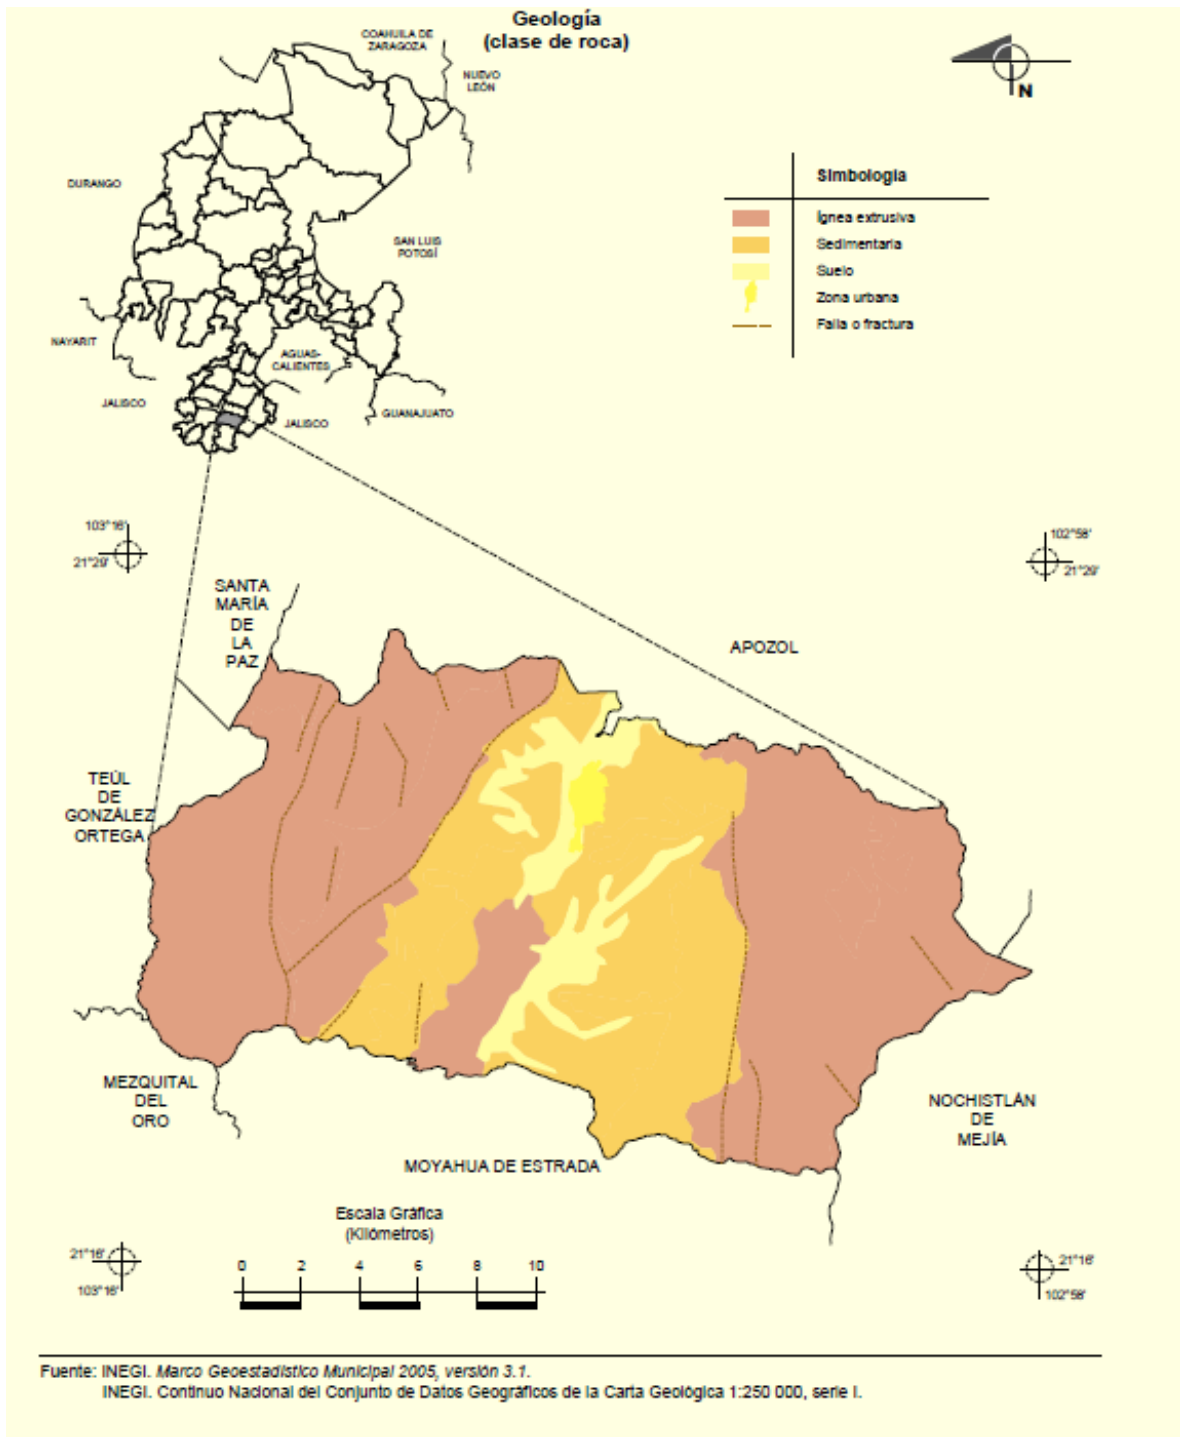 Geología
(clase de roca)
COAHUILA DE
ZARAGOZA
NUEVO
LEÓN
N
DURANGO
SAN LUIS
POTOSÍ
NAYARIT
AGUAS-
CALIENTES
JALISCO
JALISCO
GUANAJUATO
Simbología
Ígnea extrusiva
Sedimentaria
Suelo
Zona urbana
Falla o fractura
103°16'
21°29'
102°58'
21°29'
SANTA
MARÍA
DE
LA
PAZ
APOZOL
TEÚL
DE
GONZÁLEZ
ORTEGA
MEZQUITAL
DEL
ORO
NOCHISTLÁN
DE
MEJÍA
MOYAHUA DE ESTRADA
Escala Gráfica
(Kilómetros)
0 2 4 6 8 10
21°16'
103°16'
21°16'
102°58'
Fuente: INEGI. Marco Geoestadístico Municipal 2005, versión 3.1.
INEGI. Continuo Nacional del Conjunto de Datos Geográficos de la Carta Geológica 1:250 000, serie I.